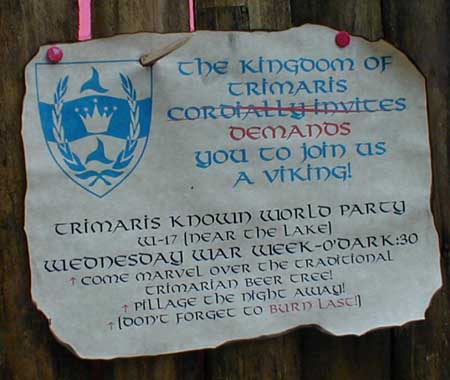 The Kingdom of
Trimaris
cordially invites
demands
you to join us
a viking!
Trimaris Known World Party
W-17 (near the lake)
Wednesday War Week-O'Dark:30
↑ Come marvel over the traditional
Trimarian beer tree!
↑ Pillage the night away!
↑ (Don't forget to burn last!)